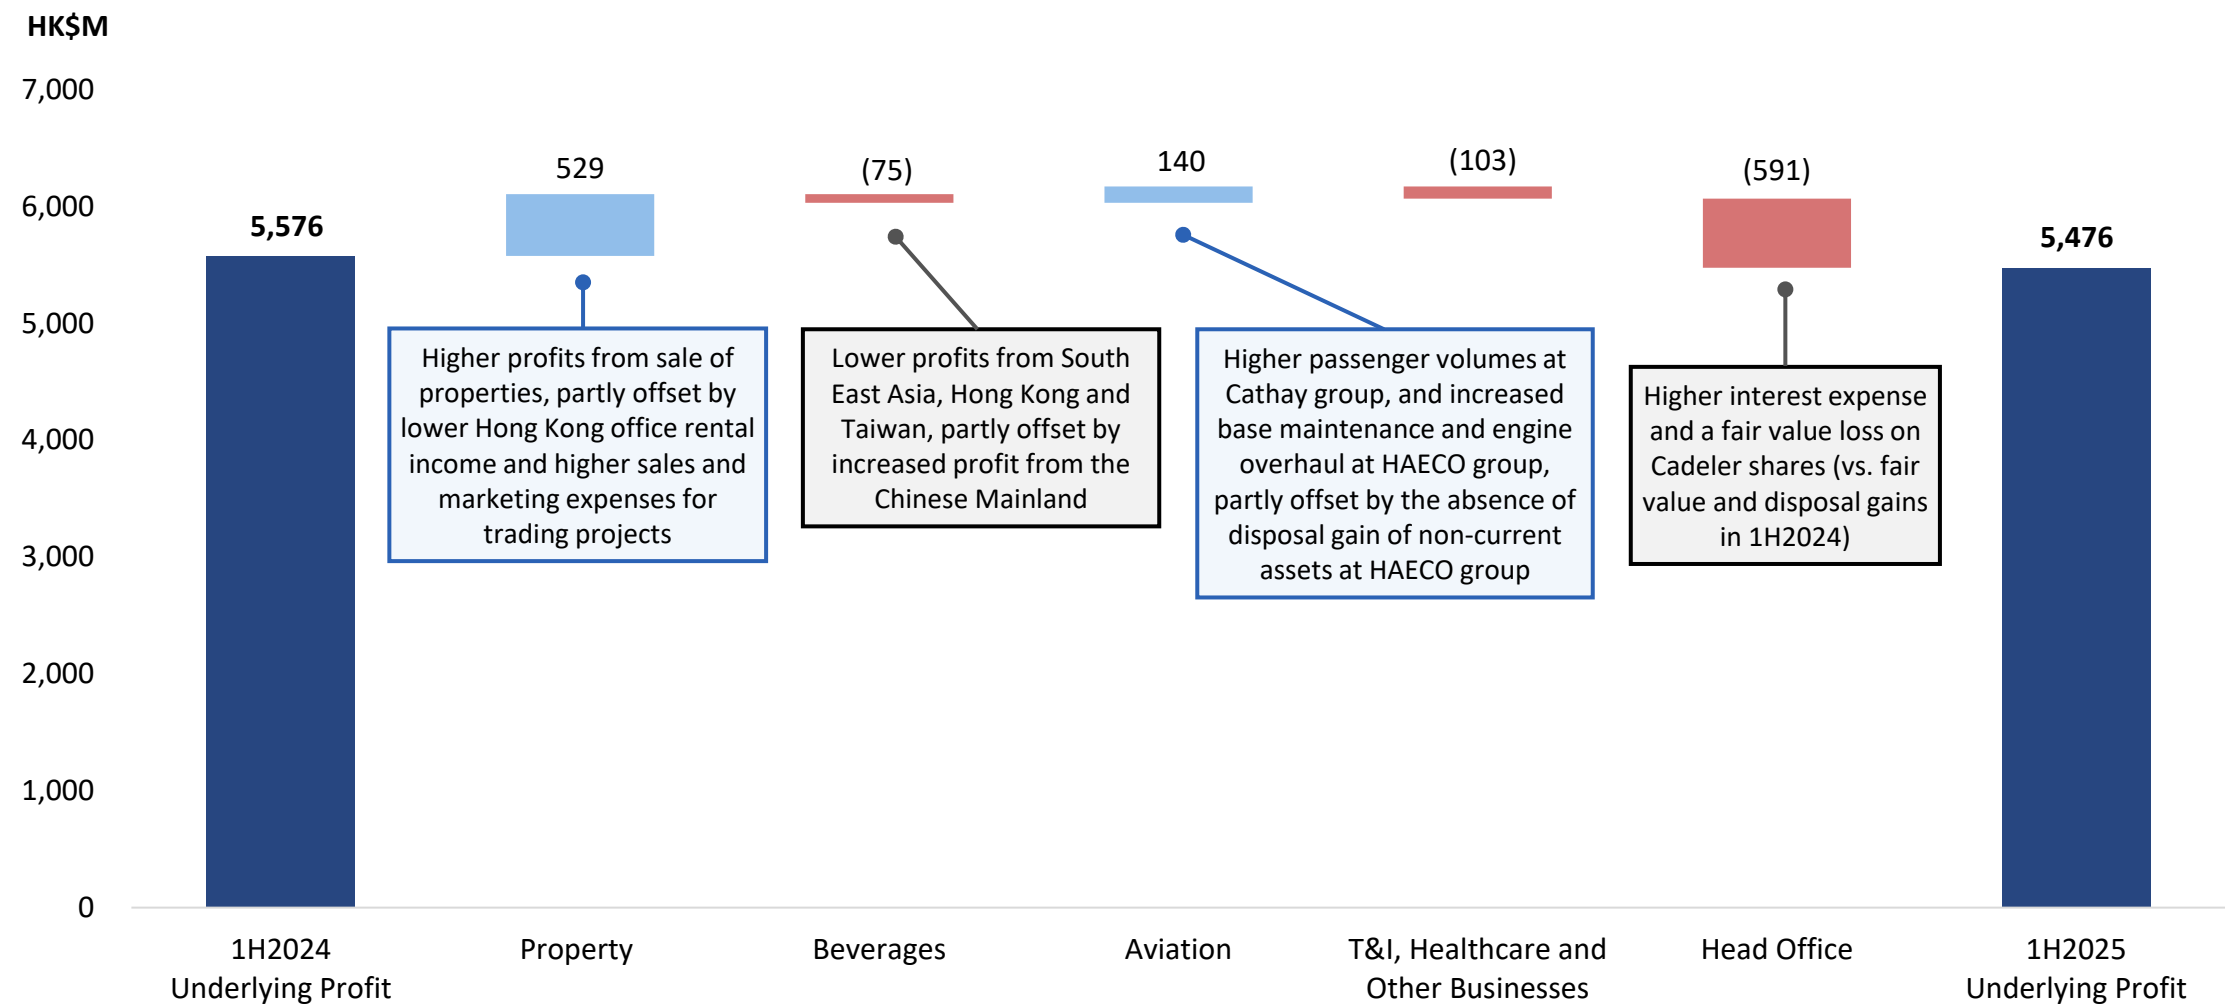 HK$M
7,000
6,000
5,000
4,000
3,000
2,000
1,000
0
5,576
529
(75)
140
(103)
(591)
5,476
Higher profits from sale of
properties, partly offset by
lower Hong Kong office rental
income and higher sales and
marketing expenses for
trading projects
Lower profits from South
East Asia, Hong Kong and
Taiwan, partly offset by
increased profit from the
Chinese Mainland
Higher passenger volumes at
Cathay group, and increased
base maintenance and engine
overhaul at HAECO group,
partly offset by the absence of
disposal gain of non-current
assets at HAECO group
Higher interest expense
and a fair value loss on
Cadeler shares (vs. fair
value and disposal gains
in 1H2024)
1H2024
Underlying Profit
Property
Beverages
Aviation
T&I, Healthcare and
Other Businesses
Head Office
1H2025
Underlying Profit